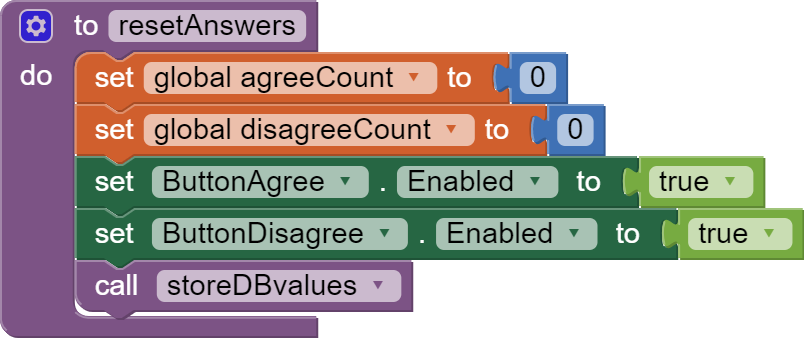 to resetAnswers
do set global agreeCount to 0
set global disagreeCount to 0
set ButtonAgree . Enabled to true
set ButtonDisagree . Enabled to true
call storeDBvalues